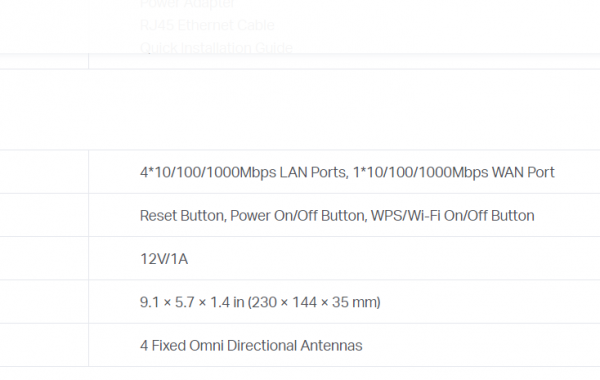 Power Adapter
RJ45 Ethernet Cable
Quick Installation Guide
4*10/100/1000Mbps LAN Ports, 1*10/100/1000Mbps WAN Port
Reset Button, Power On/Off Button, WPS/Wi-Fi On/Off Button
12V/1A
9.1 × 5.7 × 1.4 in (230 × 144 × 35 mm)
4 Fixed Omni Directional Antennas